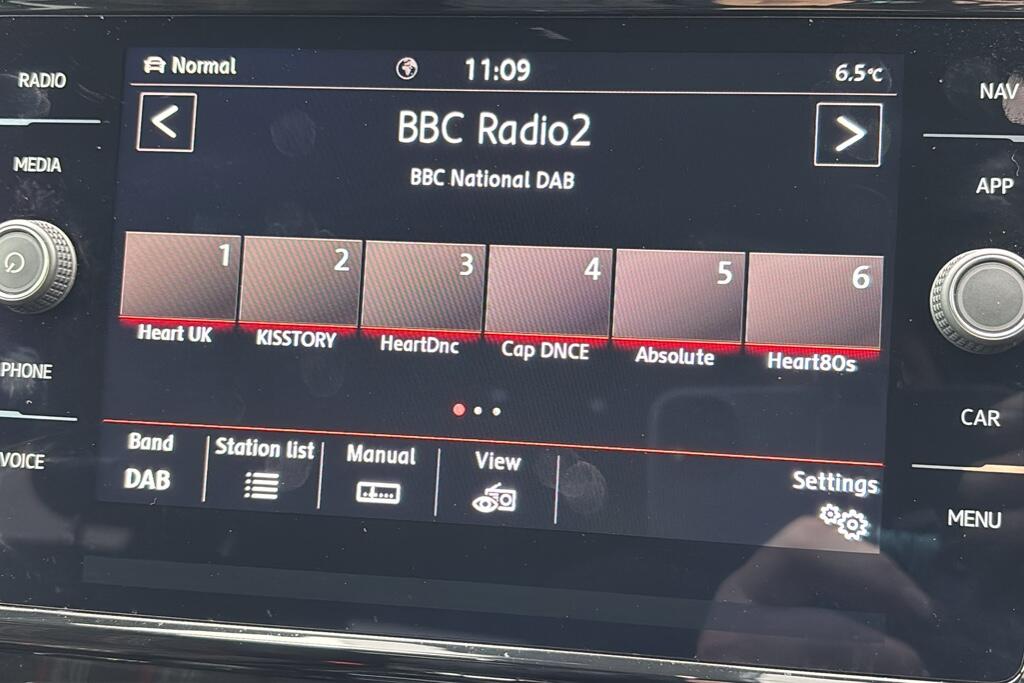 RADIO
MEDIA
PHONE
VOICE
Normal
11:09
6.5°C
<
BBC Radio2
>
BBC National DAB
1
2
3
4
5
6
Heart UK
KISSTORY
HeartDnc
Cap DNCE
Absolute
Heart80s
Band
DAB
Station list
Manual
View
Settings
NAV
APP
CAR
MENU